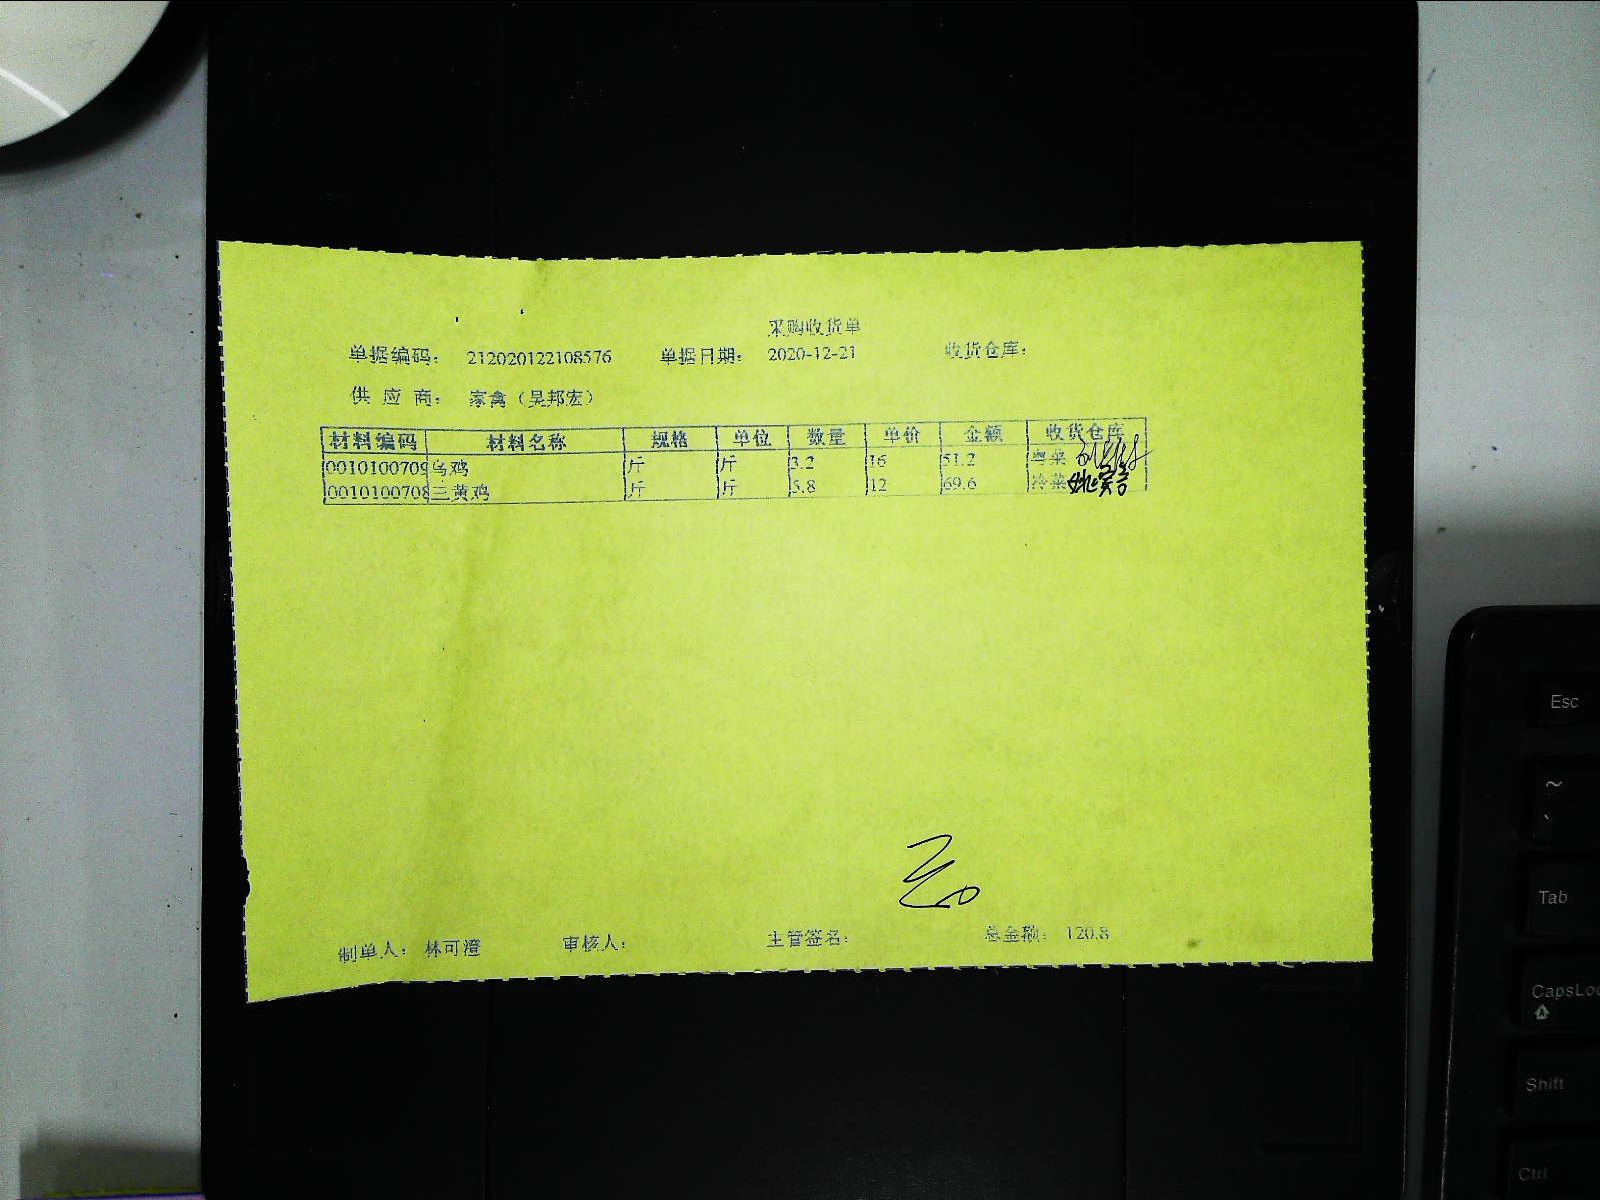 采购收货单
单据编码： 212020122108576 单据日期： 2020-12-21 收货仓库：
供 应 商： 家禽（吴邦宏）
材料编码 材料名称 规格 单位 数量 单价 金额 收货仓库
0010100709 乌鸡 斤 斤 3.2 16 51.2 粤菜
0010100708 三黄鸡 斤 斤 5.8 12 69.6 冷菜
制单人： 林可澄 审核人： 主管签名： 总金额： 120.8
Esc
~
`
Tab
CapsLoc
Shift
Ctrl